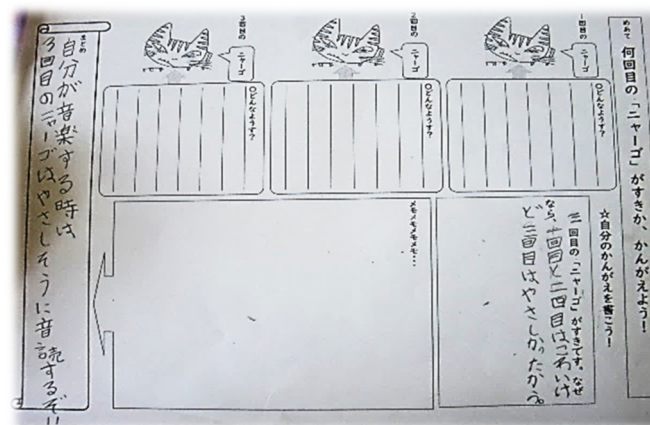 めあて 何回目の「ニャーゴ」がすきか、かんがえよう!
一回目の
ニャーゴ
○どんなようす?
二回目の
ニャーゴ
○どんなようす?
三回目の
ニャーゴ
○どんなようす?
☆自分のかんがえを書こう!
三回目の「ニャーゴ」がすきです。なぜ
なら、一回目と二回目はこわいけ
ど三回目はやさしかったから。
メモメモメモメモ・・・
まとめ
自分が音楽する時は
3回目のニャーゴはやさしそうに音読するぞ!!